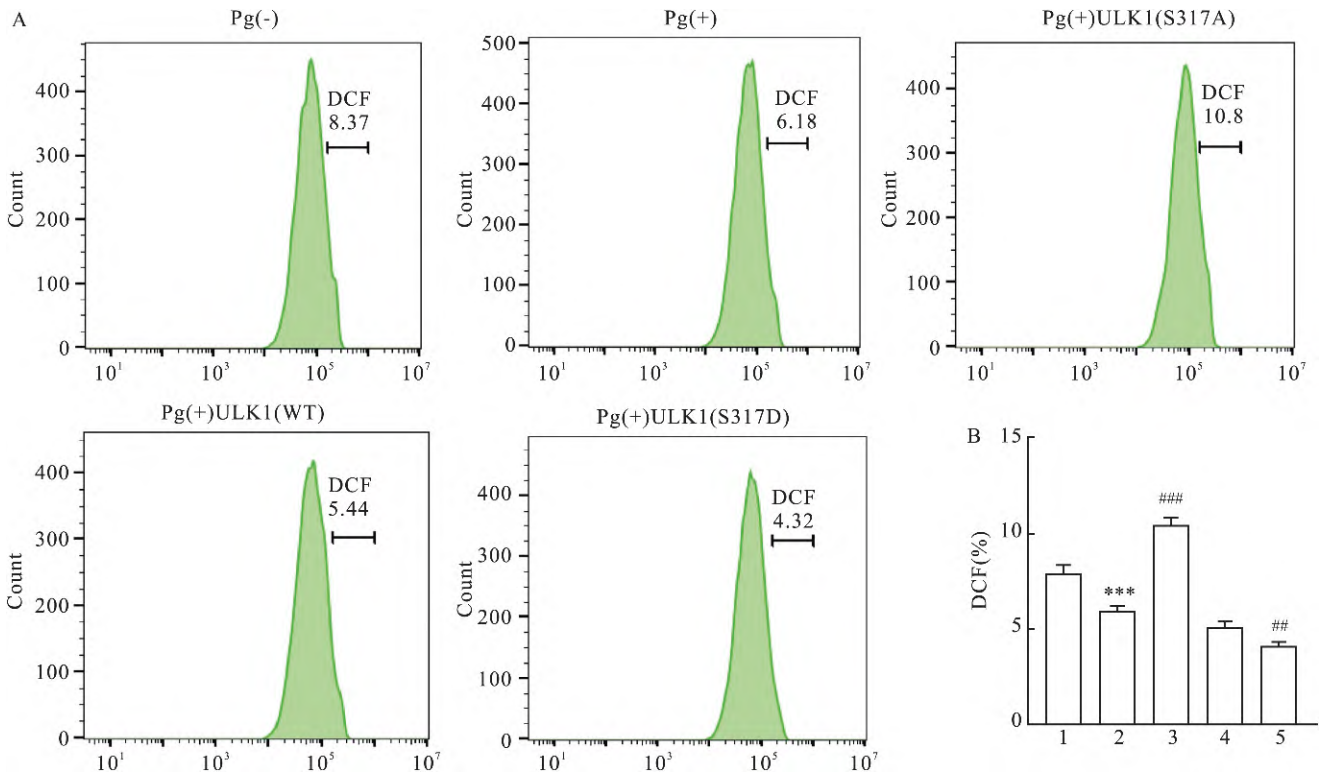 A
Pg(-)
Count
400
300
200
100
0
DCF
8.37
10¹ 10³ 10⁵ 10⁷
Pg(+)
Count
500
400
300
200
100
0
DCF
6.18
10¹ 10³ 10⁵ 10⁷
Pg(+)ULK1(S317A)
Count
400
300
200
100
0
DCF
10.8
10¹ 10³ 10⁵ 10⁷
Pg(+)ULK1(WT)
Count
400
300
200
100
0
DCF
5.44
10¹ 10³ 10⁵ 10⁷
Pg(+)ULK1(S317D)
Count
400
300
200
100
0
DCF
4.32
10¹ 10³ 10⁵ 10⁷
B
DCF(%)
15
10
5
0
***
###
##
1 2 3 4 5